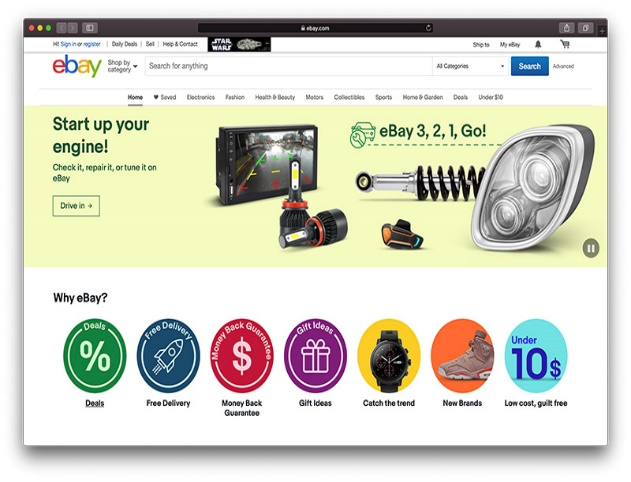 ebay.com
Hi! Sign in or register | Daily Deals | Sell | Help & Contact
STAR WARS
Ship to My eBay
ebay
Shop by category
Search for anything
All Categories
Search
Advanced
Home Saved Electronics Fashion Health & Beauty Motors Collectibles Sports Home & Garden Deals Under $10
Start up your
engine!
Check it, repair it, or tune it on
eBay
Drive in →
eBay 3, 2, 1, Go!
Why eBay?
Deals
%
Free Delivery
Money Back Guarantee
$
Gift Ideas
Under
10$
Deals
Free Delivery
Money Back
Guarantee
Gift Ideas
Catch the trend
New Brands
Low cost, guilt free